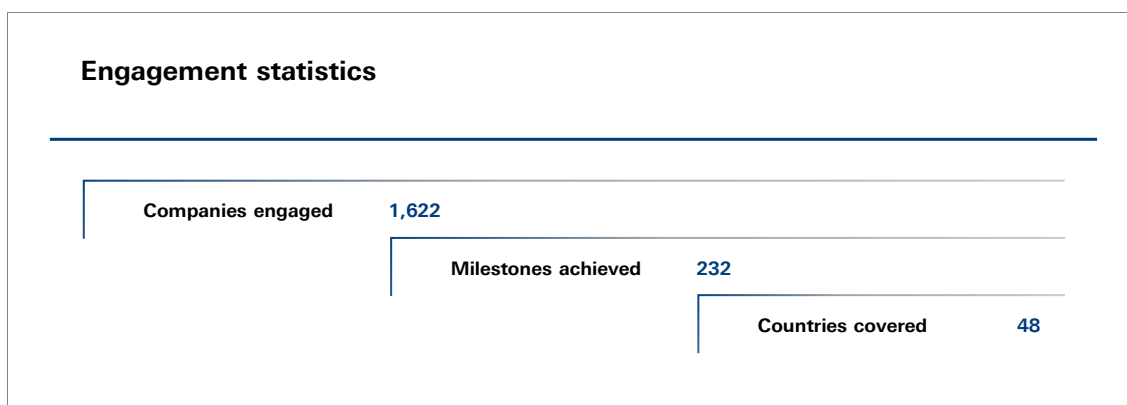 Engagement statistics
Companies engaged 1,622
Milestones achieved 232
Countries covered 48